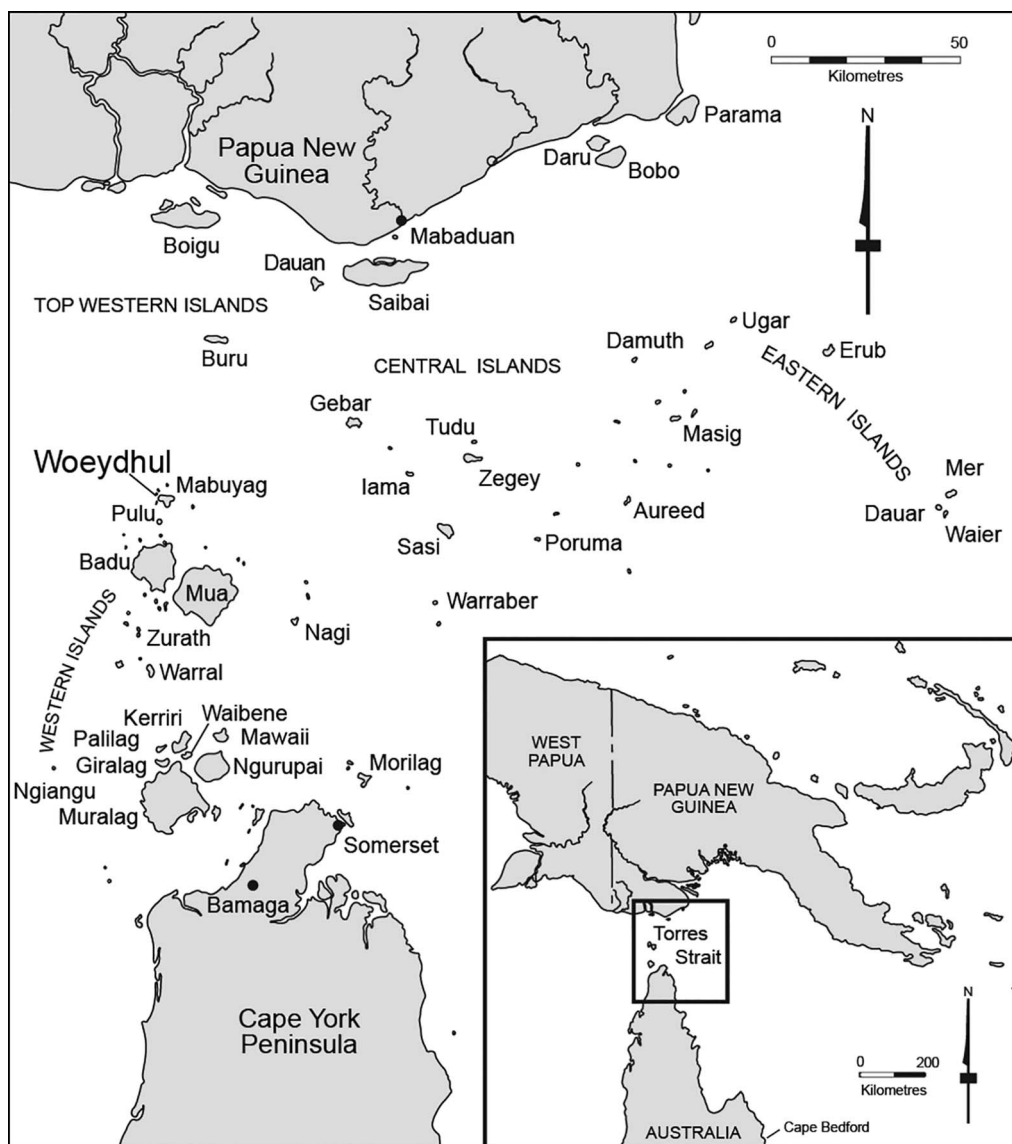 0 50
Kilometres
N
Parama
Papua New
Guinea
Daru
Bobo
Mabaduan
Boigu
Dauan
Saibai
TOP WESTERN ISLANDS
Ugar
Buru
Damuth
Erub
CENTRAL ISLANDS
EASTERN ISLANDS
Gebar
Tudu
Masig
Woeydhul
Mabuyag
Iama
Zegey
Mer
Pulu
Aureed
Dauar
Waier
Sasi
Poruma
Badu
Mua
Warraber
Nagi
Zurath
WESTERN ISLANDS
Warral
Kerriri
Waibene
Palilag
Mawaii
Giralag
Ngurupai
Morilag
Ngiangu
Muralag
Somerset
Bamaga
Cape York
Peninsula
WEST
PAPUA
PAPUA NEW
GUINEA
Torres
Strait
N
0 200
Kilometres
AUSTRALIA
Cape Bedford